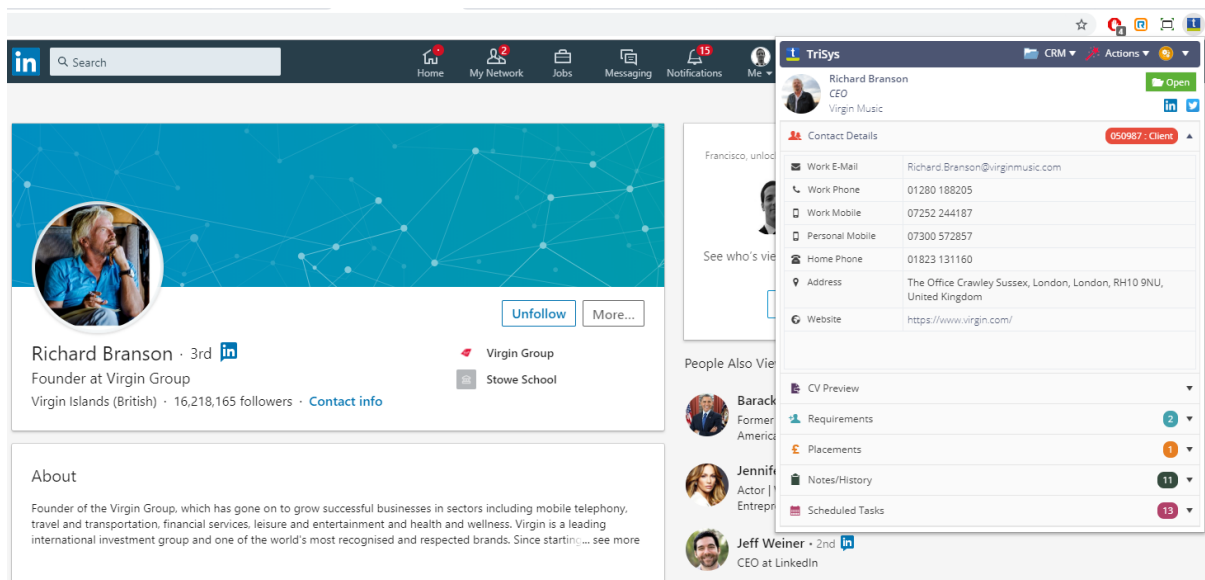 4
in
Search
2
15
Home
My Network
Jobs
Messaging
Notifications
Me
t TriSys
CRM
Actions
Richard Branson
CEO
Virgin Music
Open
in
Contact Details
050987 : Client
Work E-Mail
Richard.Branson@virginmusic.com
Work Phone
01280 188205
Work Mobile
07252 244187
Personal Mobile
07300 572857
Home Phone
01823 131160
Address
The Office Crawley Sussex, London, London, RH10 9NU,
United Kingdom
Website
https://www.virgin.com/
CV Preview
Requirements
2
£ Placements
1
Notes/History
11
Scheduled Tasks
13
Unfollow
More...
Richard Branson · 3rd in
Founder at Virgin Group
Virgin Islands (British) · 16,218,165 followers · Contact info
Virgin Group
Stowe School
About
Founder of the Virgin Group, which has gone on to grow successful businesses in sectors including mobile telephony,
travel and transportation, financial services, leisure and entertainment and health and wellness. Virgin is a leading
international investment group and one of the world's most recognised and respected brands. Since starting... see more
Francisco, unloc
See who's vie
People Also Vie
Barack
Former
America
Jennife
Actor |
Entrepr
Jeff Weiner · 2nd in
CEO at LinkedIn